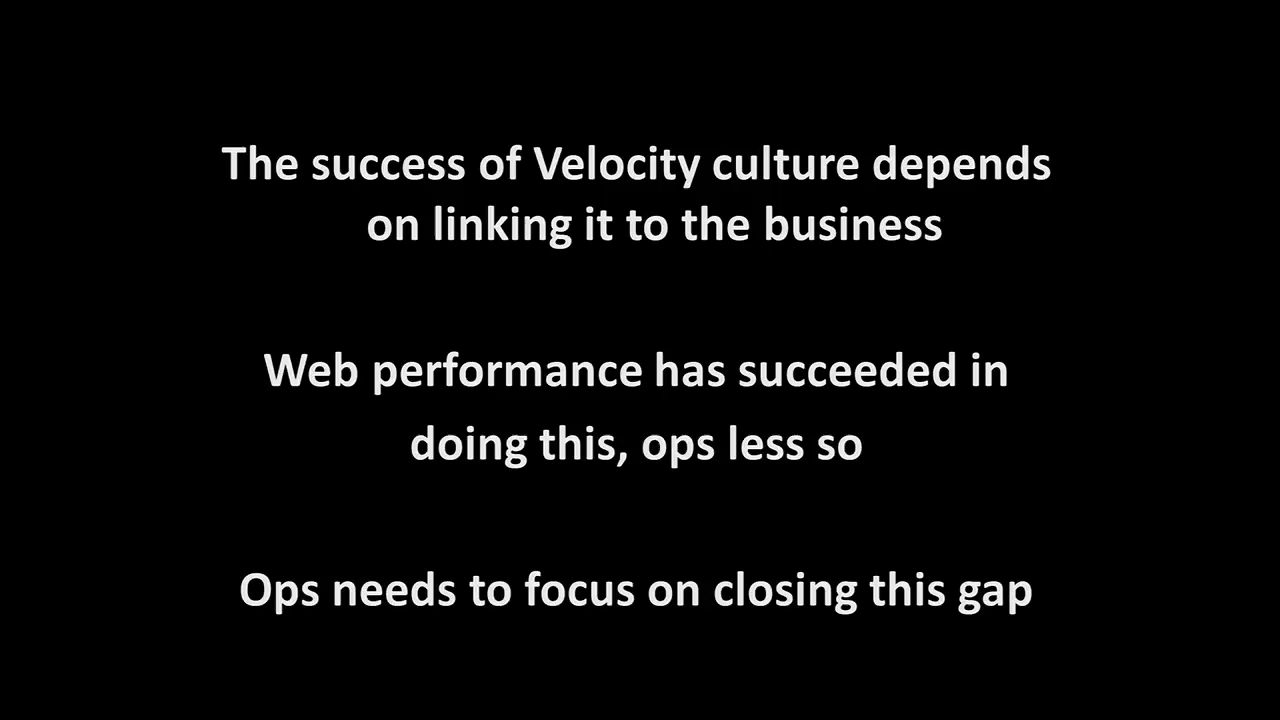 The success of Velocity culture depends
on linking it to the business
Web performance has succeeded in
doing this, ops less so
Ops needs to focus on closing this gap